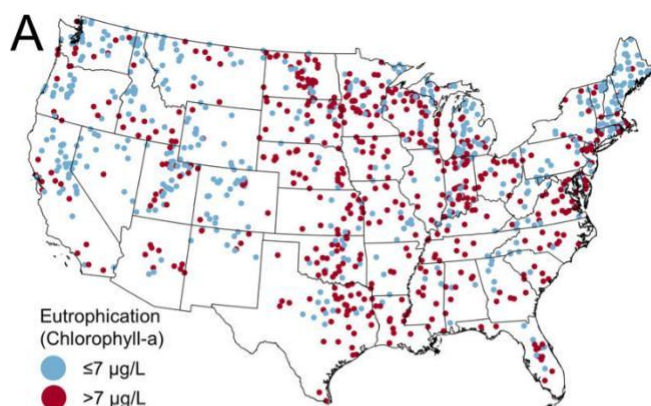 A
Eutrophication
(Chlorophyll-a)
≤7 µg/L
>7 µg/L